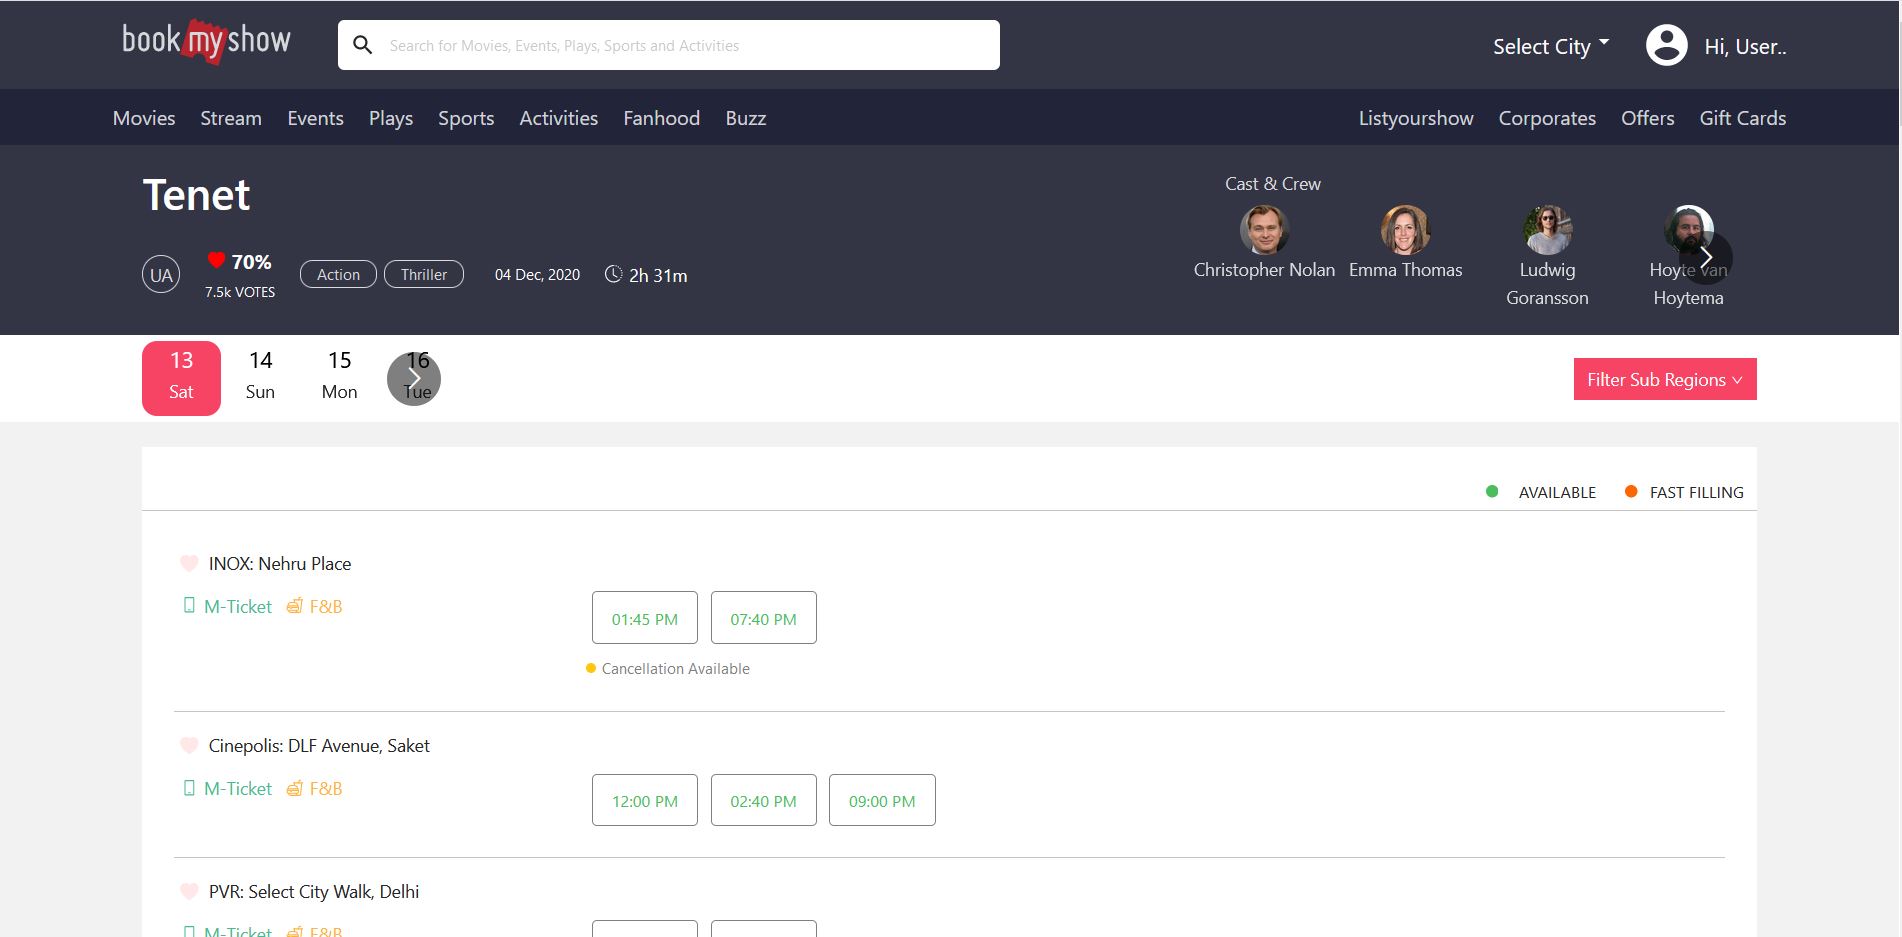 bookmyshow
Search for Movies, Events, Plays, Sports and Activities
Select City
Hi, User..
Movies Stream Events Plays Sports Activities Fanhood Buzz
Listyourshow Corporates Offers Gift Cards
Tenet
UA
70%
7.5k VOTES
Action
Thriller
04 Dec, 2020
2h 31m
Cast & Crew
Christopher Nolan
Emma Thomas
Ludwig
Goransson
Hoyte van
Hoytema
13
Sat
14
Sun
15
Mon
16
Tue
Filter Sub Regions
AVAILABLE
FAST FILLING
INOX: Nehru Place
M-Ticket F&B
01:45 PM 07:40 PM
Cancellation Available
Cinepolis: DLF Avenue, Saket
M-Ticket F&B
12:00 PM 02:40 PM 09:00 PM
PVR: Select City Walk, Delhi
M-Ticket F&B